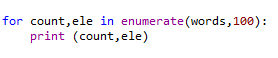 for count,ele in enumerate(words,100):
    print (count,ele)